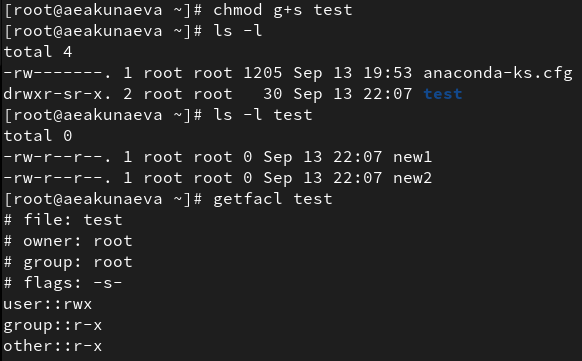 [root@aeakunaeva ~]# chmod g+s test
[root@aeakunaeva ~]# ls -l
total 4
-rw-------. 1 root root 1205 Sep 13 19:53 anaconda-ks.cfg
drwxr-sr-x. 2 root root   30 Sep 13 22:07 test
[root@aeakunaeva ~]# ls -l test
total 0
-rw-r--r--. 1 root root 0 Sep 13 22:07 new1
-rw-r--r--. 1 root root 0 Sep 13 22:07 new2
[root@aeakunaeva ~]# getfacl test
# file: test
# owner: root
# group: root
# flags: -s-
user::rwx
group::r-x
other::r-x